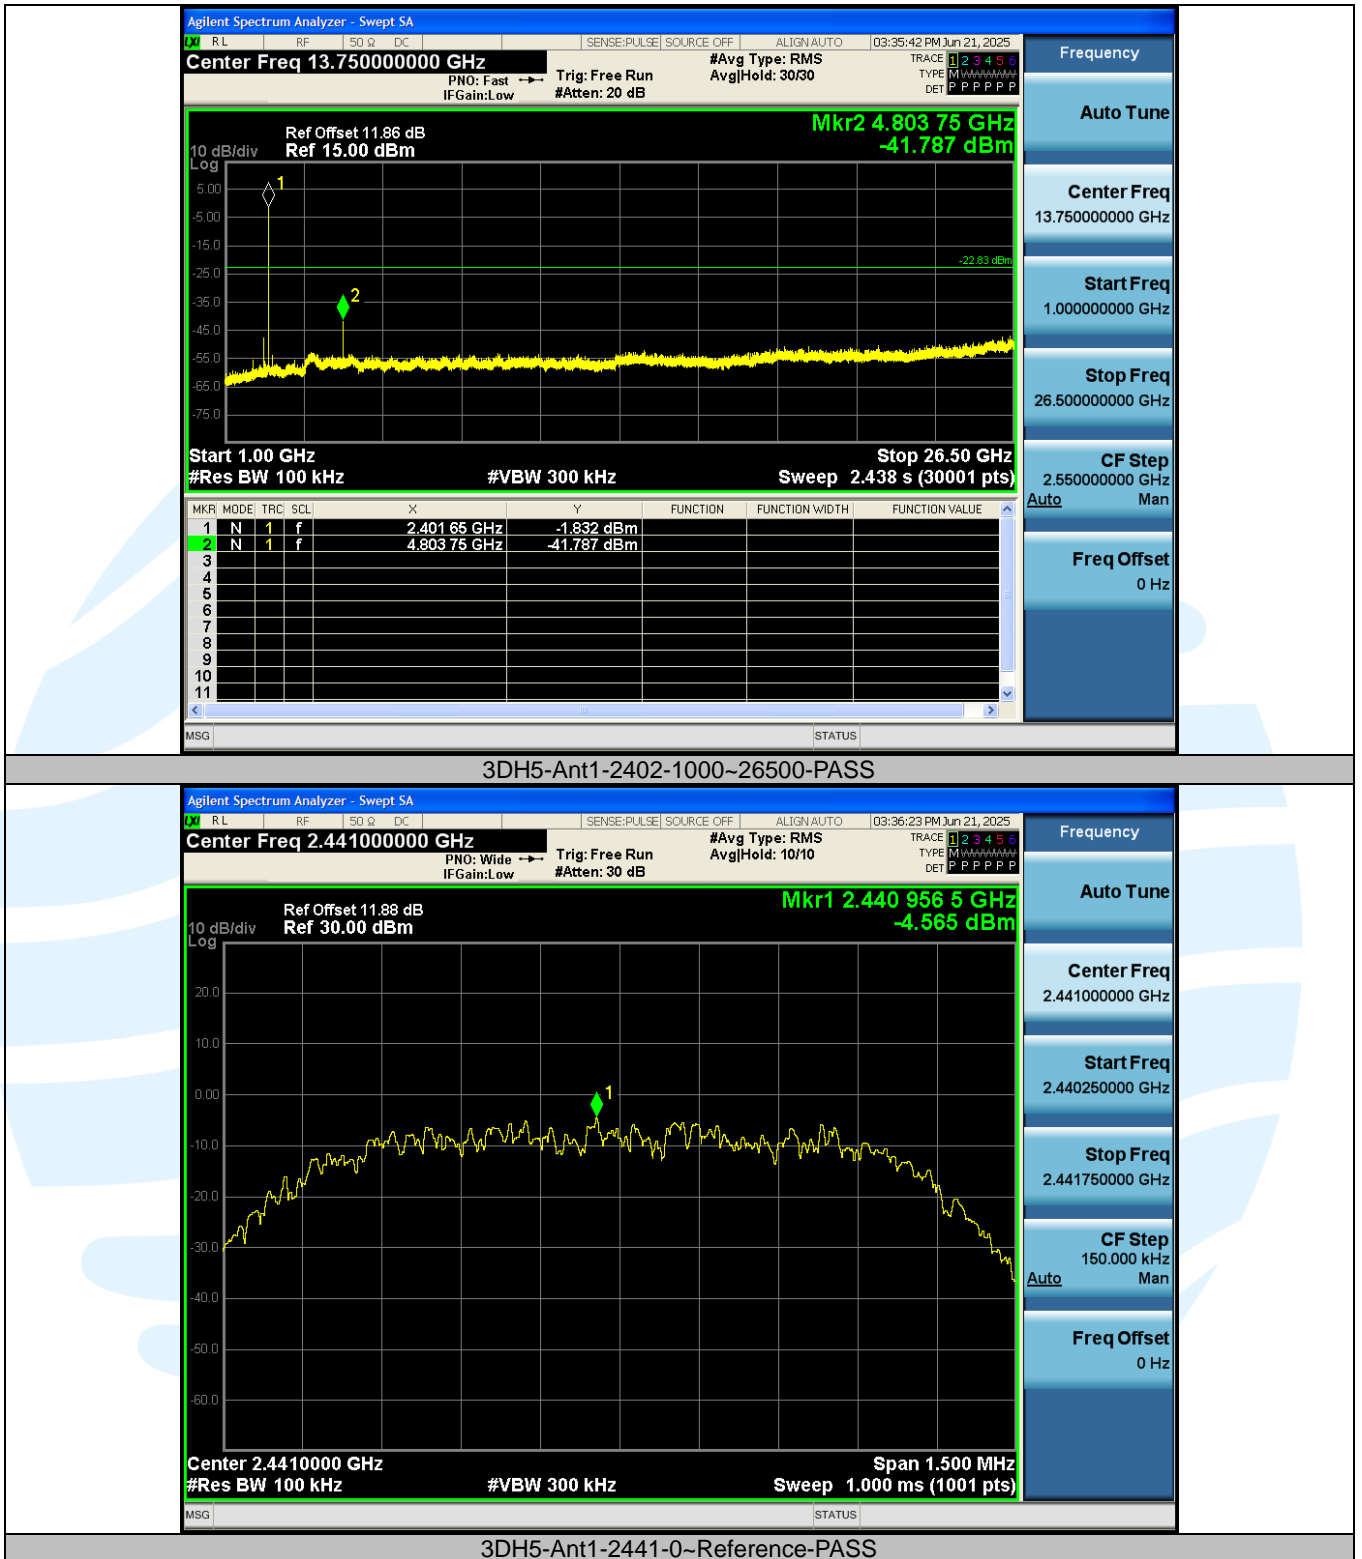 Agilent Spectrum Analyzer - Swept SA
LXI RL RF 50 Ω DC SENSE:PULSE SOURCE OFF ALIGN AUTO 03:35:42 PM Jun 21, 2025
Center Freq 13.750000000 GHz
PNO: Fast
IFGain:Low
Trig: Free Run
#Atten: 20 dB
#Avg Type: RMS
Avg|Hold: 30/30
TRACE 1 2 3 4 5 6
TYPE M W W W W W
DET P P P P P P
Mkr2 4.803 75 GHz
-41.787 dBm
Ref Offset 11.86 dB
10 dB/div Ref 15.00 dBm
Log
5.00
-5.00
-15.0
-25.0
-35.0
-45.0
-55.0
-65.0
-75.0
1
2
-22.83 dBm
Start 1.00 GHz Stop 26.50 GHz
#Res BW 100 kHz #VBW 300 kHz Sweep 2.438 s (30001 pts)
MKR MODE TRC SCL X Y FUNCTION FUNCTION WIDTH FUNCTION VALUE
1 N 1 f 2.401 65 GHz -1.832 dBm
2 N 1 f 4.803 75 GHz -41.787 dBm
3
4
5
6
7
8
9
10
11
MSG STATUS
Frequency
Auto Tune
Center Freq
13.750000000 GHz
Start Freq
1.000000000 GHz
Stop Freq
26.500000000 GHz
CF Step
2.550000000 GHz
Auto Man
Freq Offset
0 Hz
3DH5-Ant1-2402-1000~26500-PASS
Agilent Spectrum Analyzer - Swept SA
LXI RL RF 50 Ω DC SENSE:PULSE SOURCE OFF ALIGN AUTO 03:36:23 PM Jun 21, 2025
Center Freq 2.441000000 GHz
PNO: Wide
IFGain:Low
Trig: Free Run
#Atten: 30 dB
#Avg Type: RMS
Avg|Hold: 10/10
TRACE 1 2 3 4 5 6
TYPE M W W W W W
DET P P P P P P
Mkr1 2.440 956 5 GHz
-4.565 dBm
Ref Offset 11.88 dB
10 dB/div Ref 30.00 dBm
Log
20.0
10.0
0.00
-10.0
-20.0
-30.0
-40.0
-50.0
-60.0
1
Center 2.4410000 GHz Span 1.500 MHz
#Res BW 100 kHz #VBW 300 kHz Sweep 1.000 ms (1001 pts)
MSG STATUS
Frequency
Auto Tune
Center Freq
2.441000000 GHz
Start Freq
2.440250000 GHz
Stop Freq
2.441750000 GHz
CF Step
150.000 kHz
Auto Man
Freq Offset
0 Hz
3DH5-Ant1-2441-0~Reference-PASS